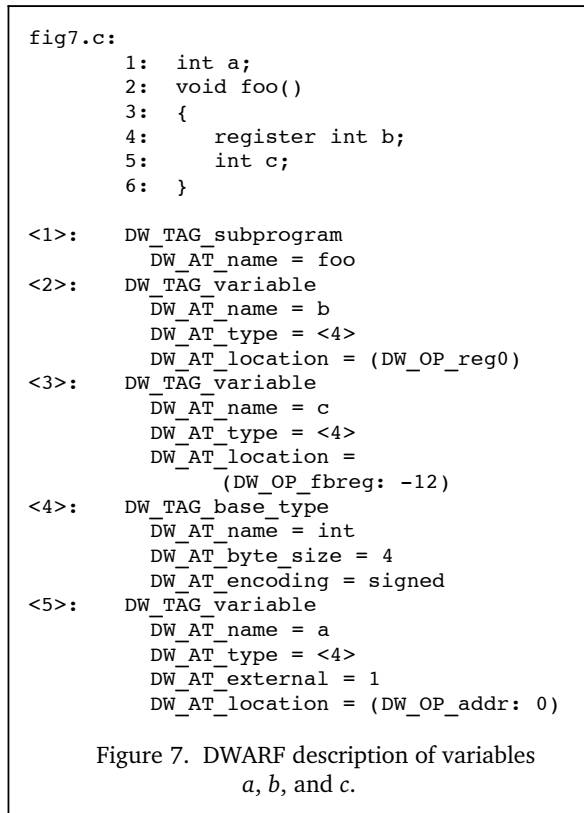 fig7.c:
1: int a;
2: void foo()
3: {
4: register int b;
5: int c;
6: }
<1>: DW_TAG_subprogram
DW_AT_name = foo
<2>: DW_TAG_variable
DW_AT_name = b
DW_AT_type = <4>
DW_AT_location = (DW_OP_reg0)
<3>: DW_TAG_variable
DW_AT_name = c
DW_AT_type = <4>
DW_AT_location =
(DW_OP_fbreg: -12)
<4>: DW_TAG_base_type
DW_AT_name = int
DW_AT_byte_size = 4
DW_AT_encoding = signed
<5>: DW_TAG_variable
DW_AT_name = a
DW_AT_type = <4>
DW_AT_external = 1
DW_AT_location = (DW_OP_addr: 0)
Figure 7. DWARF description of variables
a, b, and c.